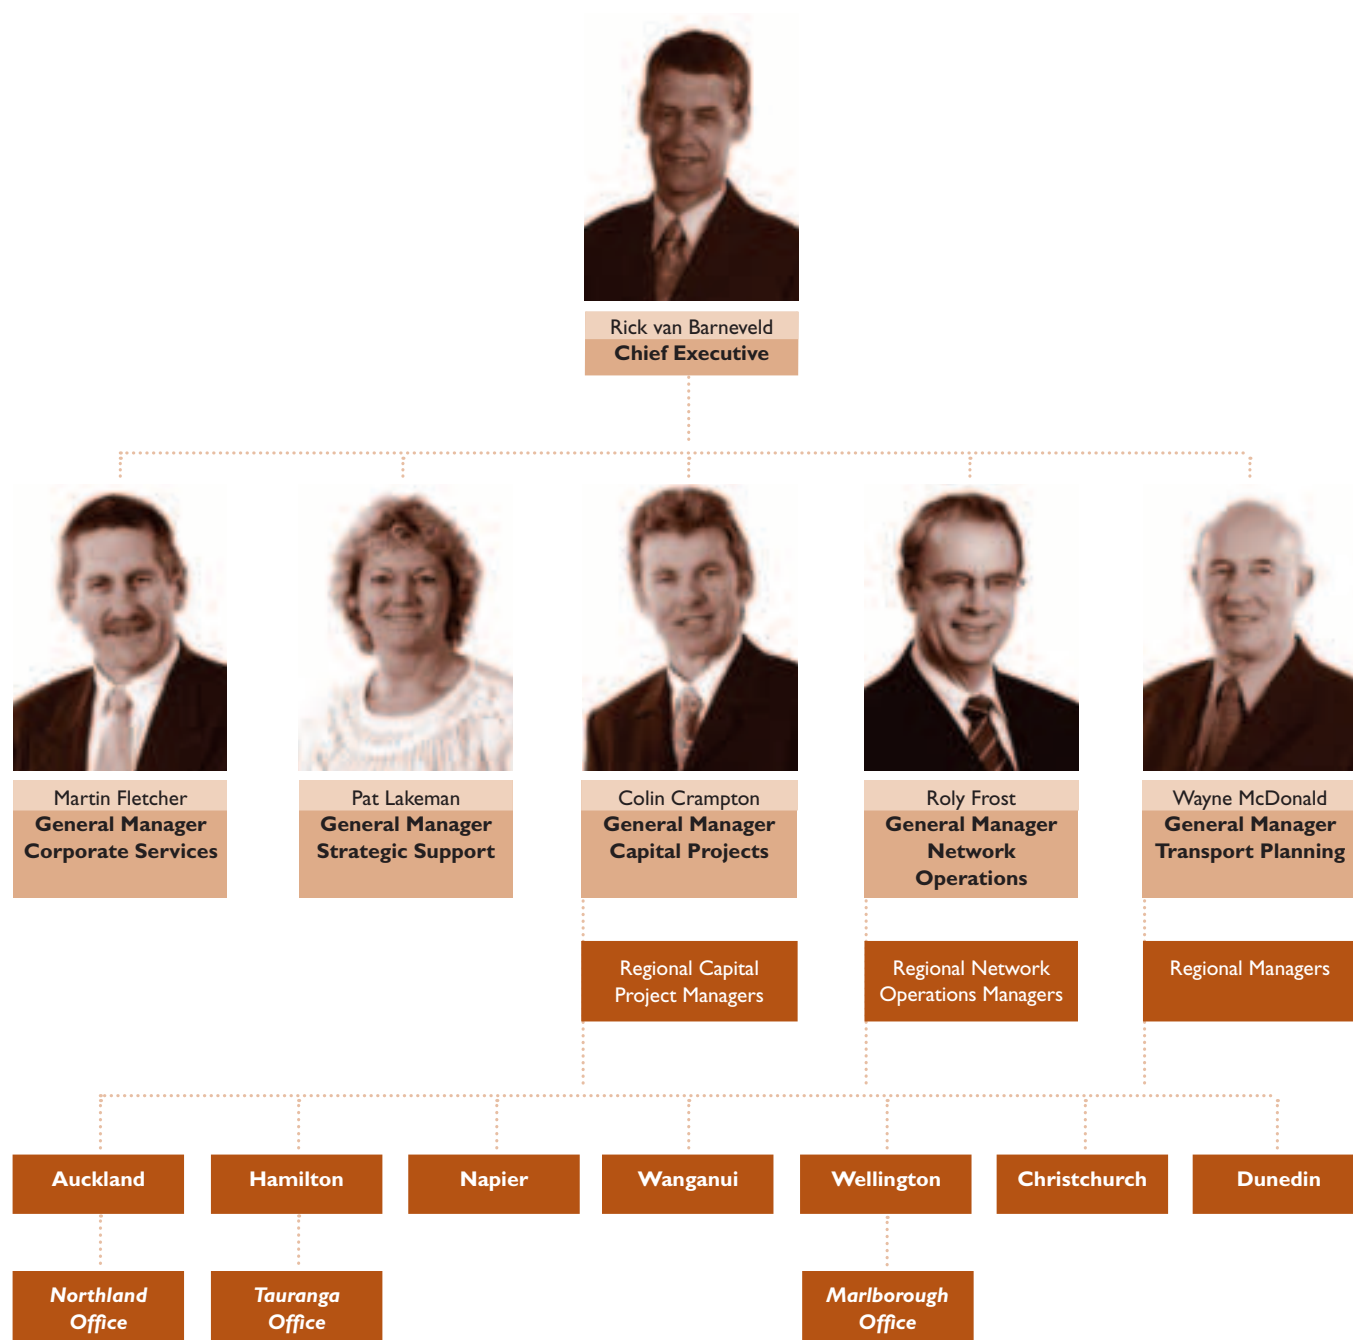 Rick van Barneveld
Chief Executive
Martin Fletcher
General Manager
Corporate Services
Pat Lakeman
General Manager
Strategic Support
Colin Crampton
General Manager
Capital Projects
Roly Frost
General Manager
Network
Operations
Wayne McDonald
General Manager
Transport Planning
Regional Capital
Project Managers
Regional Network
Operations Managers
Regional Managers
Auckland
Hamilton
Napier
Wanganui
Wellington
Christchurch
Dunedin
Northland
Office
Tauranga
Office
Marlborough
Office